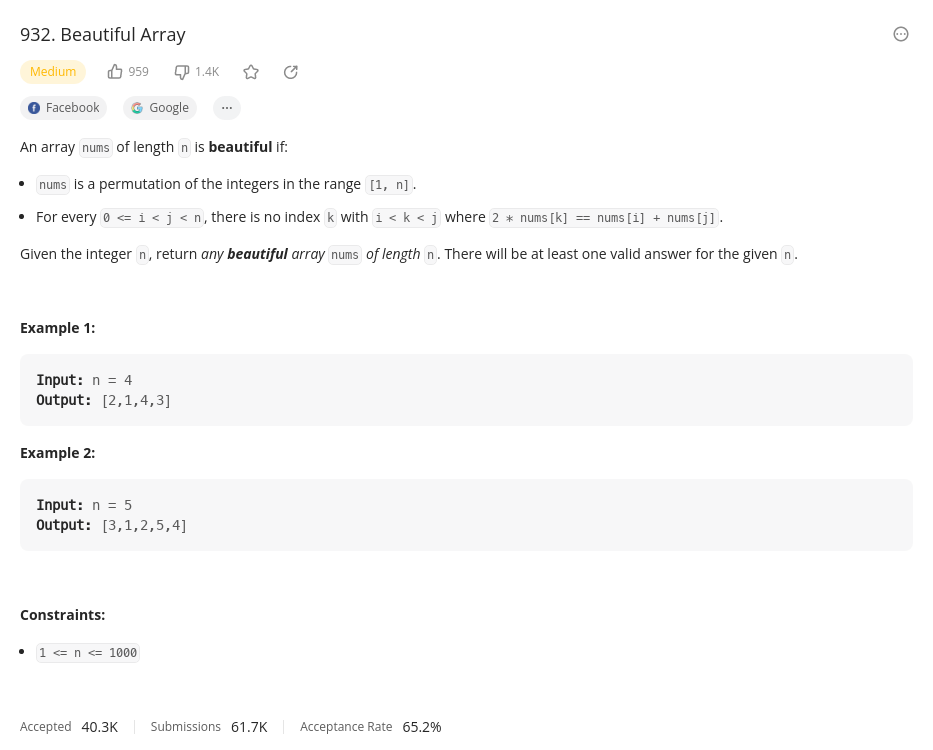 932. Beautiful Array
Medium 959 1.4K
Facebook Google ...
An array nums of length n is beautiful if:
• nums is a permutation of the integers in the range [1, n].
• For every 0 <= i < j < n, there is no index k with i < k < j where 2 * nums[k] == nums[i] + nums[j].
Given the integer n, return any beautiful array nums of length n. There will be at least one valid answer for the given n.
Example 1:
Input: n = 4
Output: [2,1,4,3]
Example 2:
Input: n = 5
Output: [3,1,2,5,4]
Constraints:
• 1 <= n <= 1000
Accepted 40.3K Submissions 61.7K Acceptance Rate 65.2%